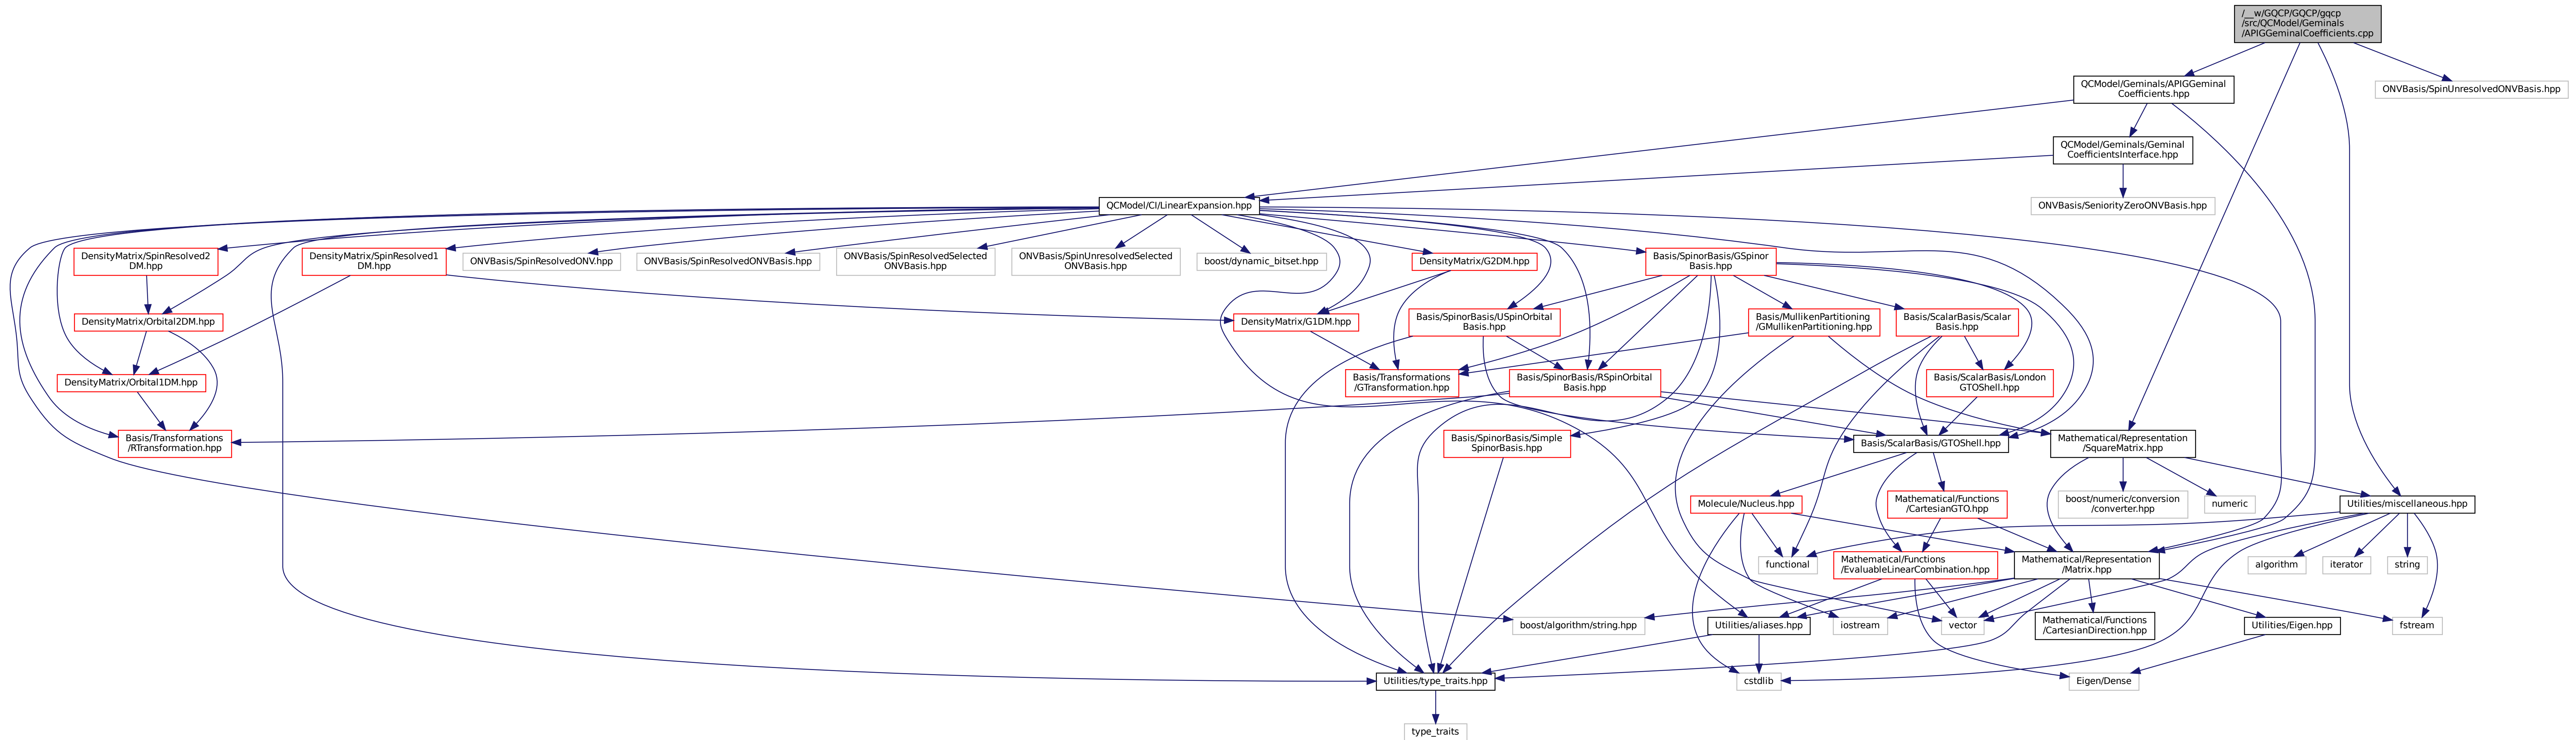 /__w/GQCP/GQCP/gqcp
/src/QCModel/Geminals
/APIGGeminalCoefficients.cpp
QCModel/Geminals/APIGGeminal
Coefficients.hpp
ONVBasis/SpinUnresolvedONVBasis.hpp
QCModel/Geminals/Geminal
CoefficientsInterface.hpp
QCModel/CI/LinearExpansion.hpp
ONVBasis/SeniorityZeroONVBasis.hpp
DensityMatrix/SpinResolved2
DM.hpp
DensityMatrix/SpinResolved1
DM.hpp
ONVBasis/SpinResolvedONV.hpp
ONVBasis/SpinResolvedONVBasis.hpp
ONVBasis/SpinResolvedSelected
ONVBasis.hpp
ONVBasis/SpinUnresolvedSelected
ONVBasis.hpp
boost/dynamic_bitset.hpp
DensityMatrix/G2DM.hpp
Basis/SpinorBasis/GSpinor
Basis.hpp
DensityMatrix/Orbital2DM.hpp
DensityMatrix/G1DM.hpp
Basis/SpinorBasis/USpinOrbital
Basis.hpp
Basis/MullikenPartitioning
/GMullikenPartitioning.hpp
Basis/ScalarBasis/Scalar
Basis.hpp
DensityMatrix/Orbital1DM.hpp
Basis/Transformations
/GTransformation.hpp
Basis/SpinorBasis/RSpinOrbital
Basis.hpp
Basis/ScalarBasis/London
GTOShell.hpp
Basis/Transformations
/RTransformation.hpp
Basis/SpinorBasis/Simple
SpinorBasis.hpp
Basis/ScalarBasis/GTOShell.hpp
Mathematical/Representation
/SquareMatrix.hpp
Molecule/Nucleus.hpp
Mathematical/Functions
/CartesianGTO.hpp
boost/numeric/conversion
/converter.hpp
numeric
Utilities/miscellaneous.hpp
functional
Mathematical/Functions
/EvaluableLinearCombination.hpp
Mathematical/Representation
/Matrix.hpp
algorithm
iterator
string
boost/algorithm/string.hpp
Utilities/aliases.hpp
iostream
vector
Mathematical/Functions
/CartesianDirection.hpp
Utilities/Eigen.hpp
fstream
Utilities/type_traits.hpp
cstdlib
Eigen/Dense
type_traits